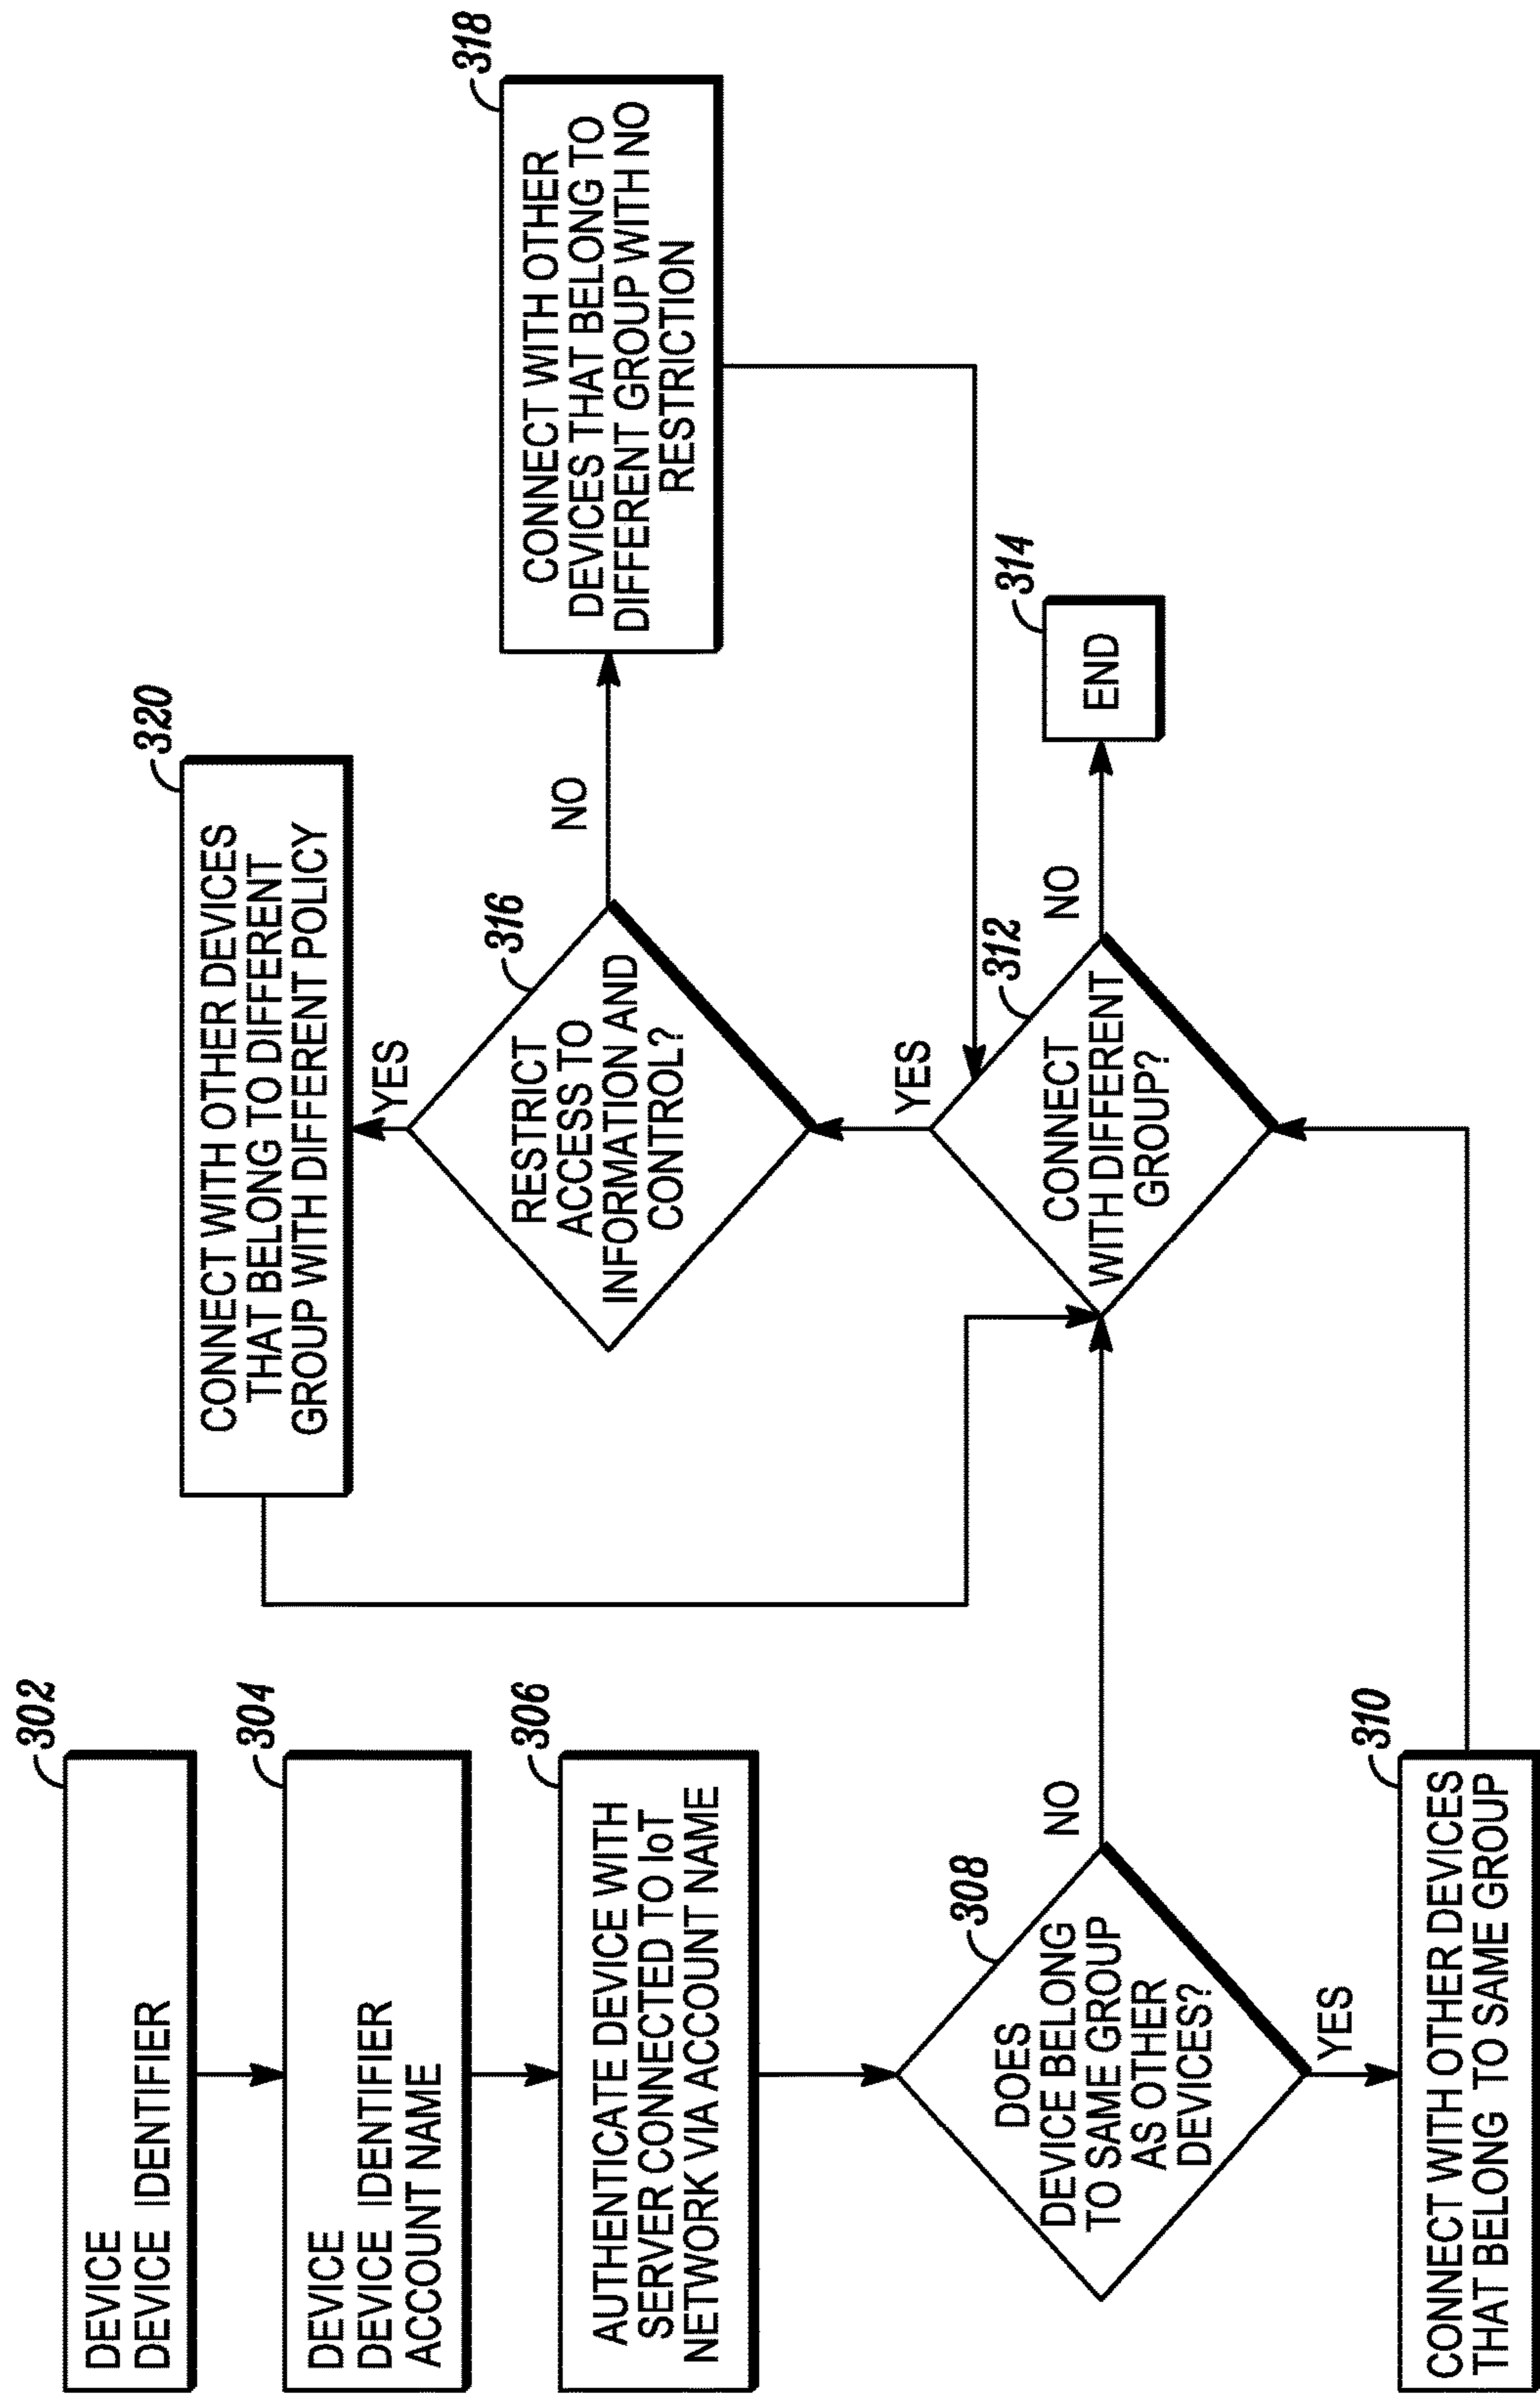 302
DEVICE
DEVICE IDENTIFIER
304
DEVICE
DEVICE IDENTIFIER
ACCOUNT NAME
306
AUTHENTICATE DEVICE WITH
SERVER CONNECTED TO IoT
NETWORK VIA ACCOUNT NAME
308
DOES
DEVICE BELONG
TO SAME GROUP
AS OTHER
DEVICES?
NO
YES
310
CONNECT WITH OTHER DEVICES
THAT BELONG TO SAME GROUP
320
CONNECT WITH OTHER DEVICES
THAT BELONG TO DIFFERENT
GROUP WITH DIFFERENT POLICY
YES
316
RESTRICT
ACCESS TO
INFORMATION AND
CONTROL?
NO
YES
312
CONNECT
WITH DIFFERENT
GROUP?
NO
318
CONNECT WITH OTHER
DEVICES THAT BELONG TO
DIFFERENT GROUP WITH NO
RESTRICTION
314
END